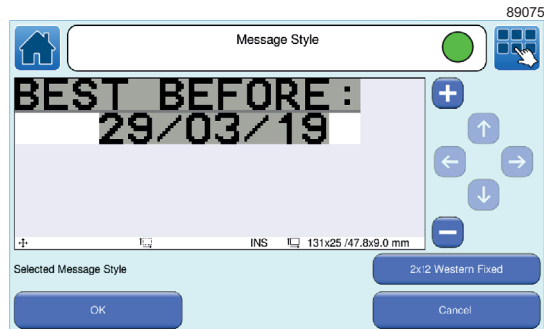 89075
Message Style
BEST BEFORE:
29/03/19
INS 131x25 /47.8x9.0 mm
Selected Message Style
2x12 Western Fixed
OK
Cancel